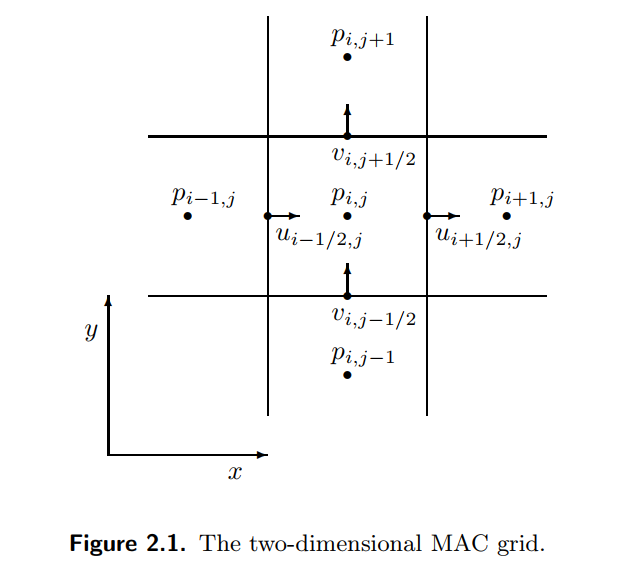 p_{i,j+1}
v_{i,j+1/2}
p_{i-1,j} p_{i,j} p_{i+1,j}
u_{i-1/2,j} u_{i+1/2,j}
v_{i,j-1/2}
y
p_{i,j-1}
x
Figure 2.1. The two-dimensional MAC grid.